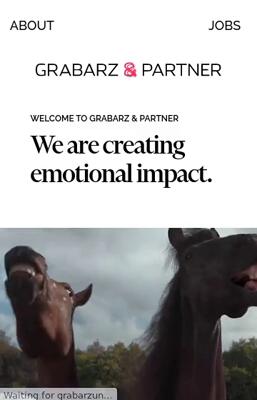 ABOUT JOBS
GRABARZ & PARTNER
WELCOME TO GRABARZ & PARTNER
We are creating
emotional impact.
Waiting for grabarzun...